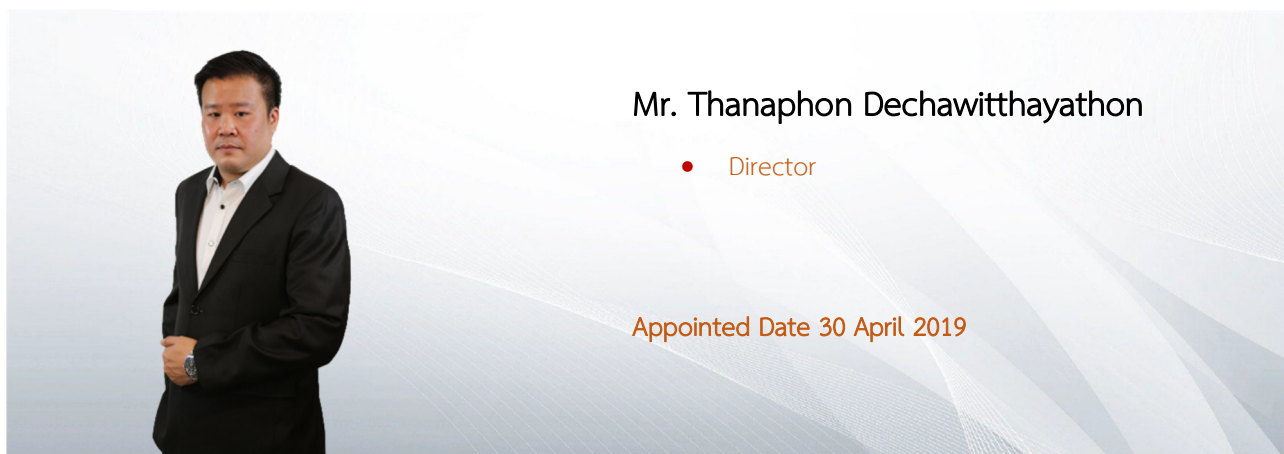 Mr. Thanaphon Dechawitthayathon
• Director
Appointed Date 30 April 2019